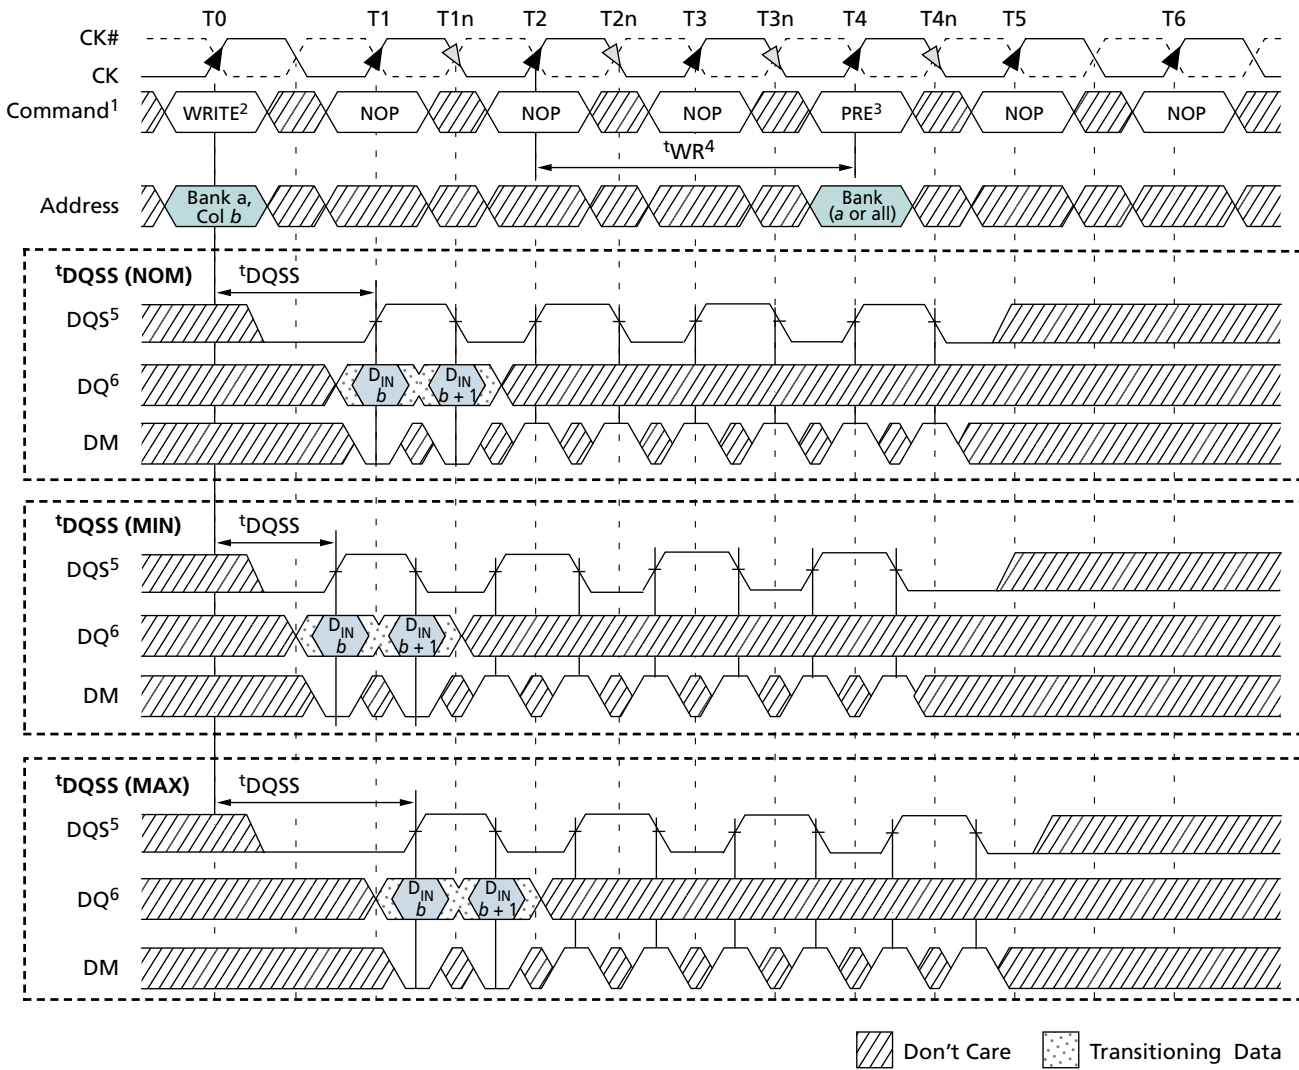 T0 T1 T1n T2 T2n T3 T3n T4 T4n T5 T6
CK#
CK
Command¹ WRITE² NOP NOP NOP PRE³ NOP NOP
ᵗWR⁴
Address Bank a, Col b Bank (a or all)
ᵗDQSS (NOM) ᵗDQSS
DQS⁵
DQ⁶ DIN b DIN b + 1
DM
ᵗDQSS (MIN) ᵗDQSS
DQS⁵
DQ⁶ DIN b DIN b + 1
DM
ᵗDQSS (MAX) ᵗDQSS
DQS⁵
DQ⁶ DIN b DIN b + 1
DM
Don't Care Transitioning Data